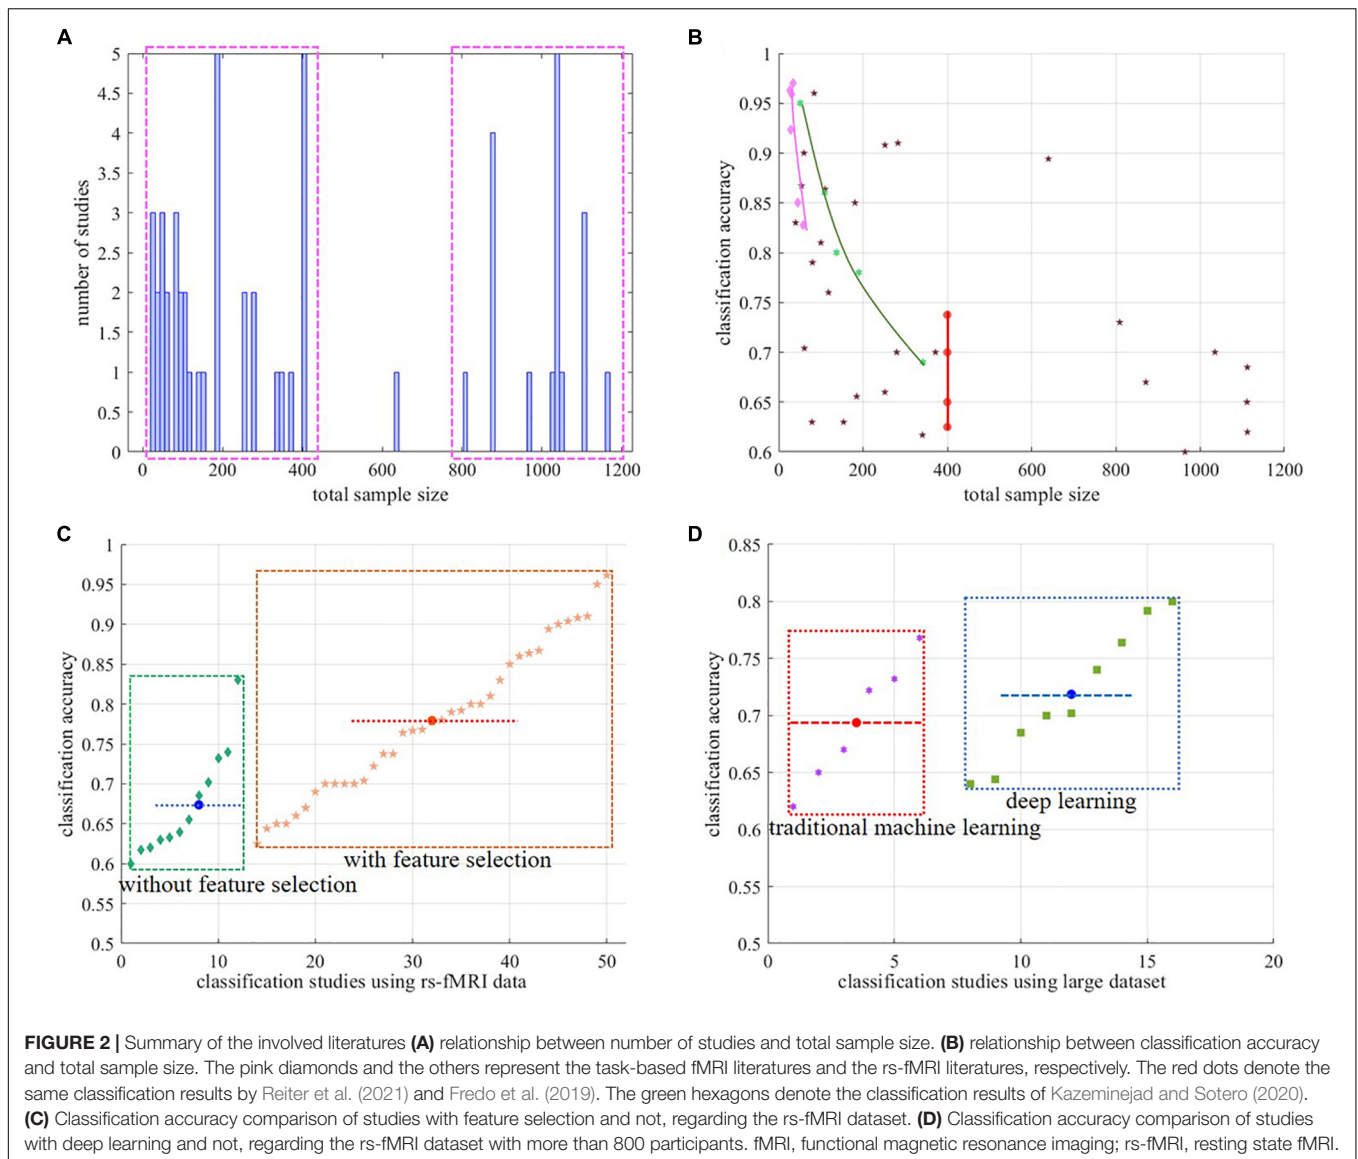 A
5
4.5
4
3.5
3
2.5
2
1.5
1
0.5
0
number of studies
0 200 400 600 800 1000 1200
total sample size
B
1
0.95
0.9
0.85
0.8
0.75
0.7
0.65
0.6
classification accuracy
0 200 400 600 800 1000 1200
total sample size
C
1
0.95
0.9
0.85
0.8
0.75
0.7
0.65
0.6
0.55
0.5
classification accuracy
with feature selection
without feature selection
0 10 20 30 40 50
classification studies using rs-fMRI data
D
0.85
0.8
0.75
0.7
0.65
0.6
0.55
0.5
classification accuracy
deep learning
traditional machine learning
0 5 10 15 20
classification studies using large dataset
FIGURE 2 | Summary of the involved literatures (A) relationship between number of studies and total sample size. (B) relationship between classification accuracy
and total sample size. The pink diamonds and the others represent the task-based fMRI literatures and the rs-fMRI literatures, respectively. The red dots denote the
same classification results by Reiter et al. (2021) and Fredo et al. (2019). The green hexagons denote the classification results of Kazeminejad and Sotero (2020).
(C) Classification accuracy comparison of studies with feature selection and not, regarding the rs-fMRI dataset. (D) Classification accuracy comparison of studies
with deep learning and not, regarding the rs-fMRI dataset with more than 800 participants. fMRI, functional magnetic resonance imaging; rs-fMRI, resting state fMRI.